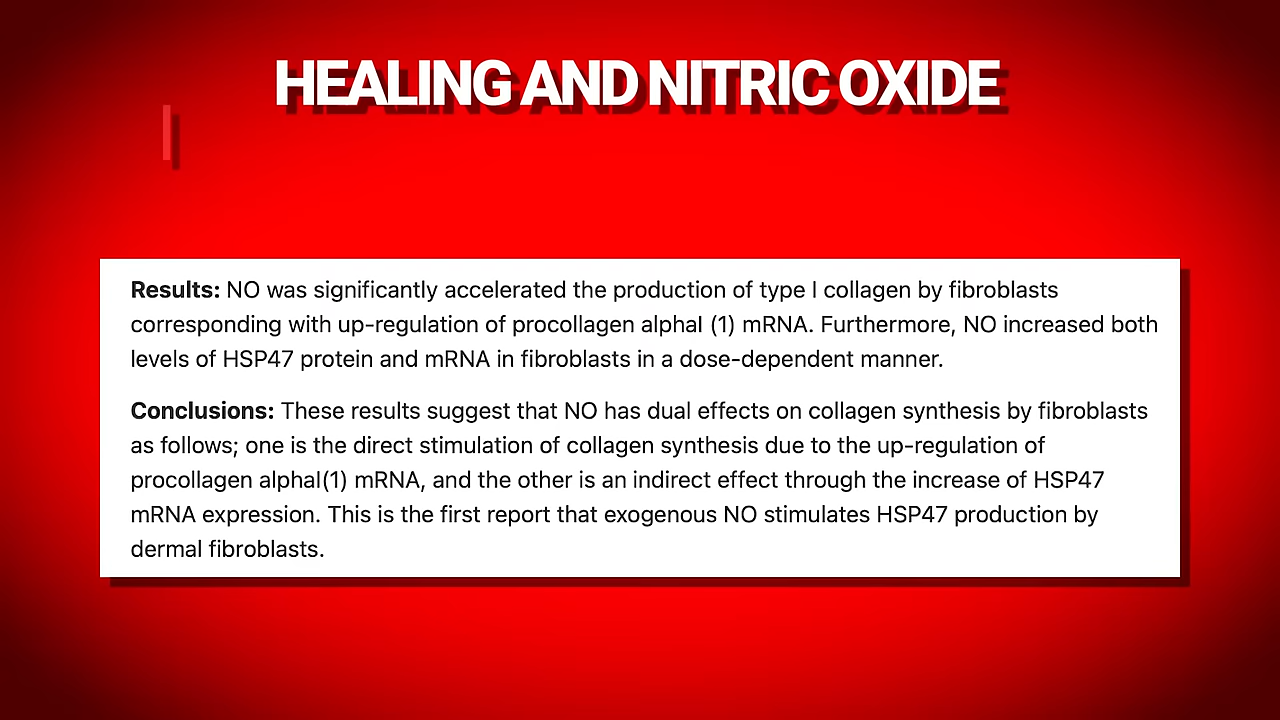 HEALING AND NITRIC OXIDE
Results: NO was significantly accelerated the production of type I collagen by fibroblasts
corresponding with up-regulation of procollagen alphaI (1) mRNA. Furthermore, NO increased both
levels of HSP47 protein and mRNA in fibroblasts in a dose-dependent manner.
Conclusions: These results suggest that NO has dual effects on collagen synthesis by fibroblasts
as follows; one is the direct stimulation of collagen synthesis due to the up-regulation of
procollagen alphaI(1) mRNA, and the other is an indirect effect through the increase of HSP47
mRNA expression. This is the first report that exogenous NO stimulates HSP47 production by
dermal fibroblasts.